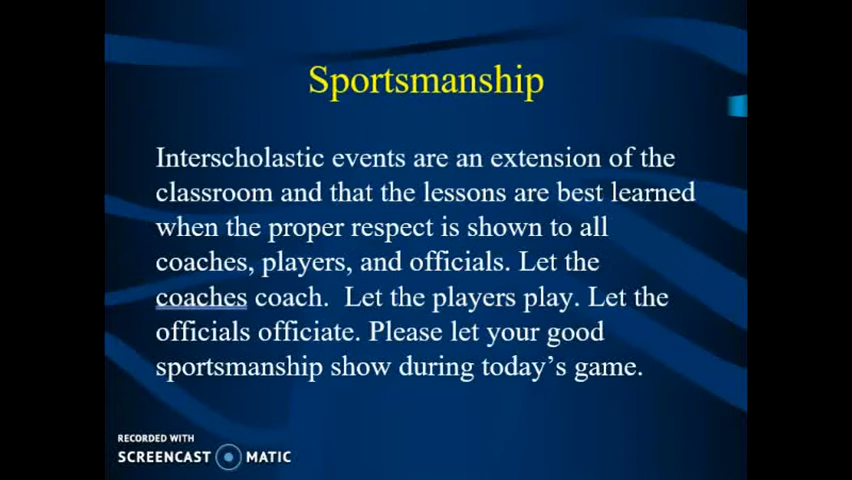 Sportsmanship
Interscholastic events are an extension of the
classroom and that the lessons are best learned
when the proper respect is shown to all
coaches, players, and officials. Let the
coaches coach.  Let the players play. Let the
officials officiate. Please let your good
sportsmanship show during today’s game.
RECORDED WITH
SCREENCAST MATIC